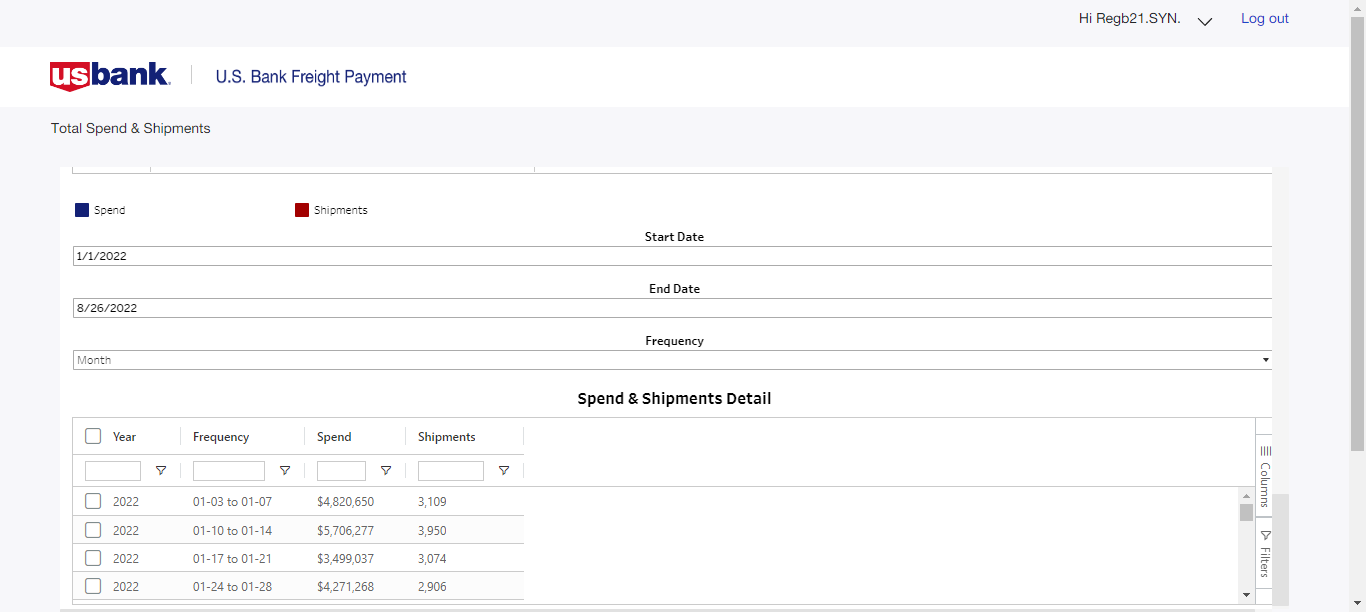 Hi Regb21.SYN. Log out
usbank. U.S. Bank Freight Payment
Total Spend & Shipments
Spend Shipments
Start Date
1/1/2022
End Date
8/26/2022
Frequency
Month
Spend & Shipments Detail
Year Frequency Spend Shipments
2022 01-03 to 01-07 $4,820,650 3,109
2022 01-10 to 01-14 $5,706,277 3,950
2022 01-17 to 01-21 $3,499,037 3,074
2022 01-24 to 01-28 $4,271,268 2,906
Columns
Filters